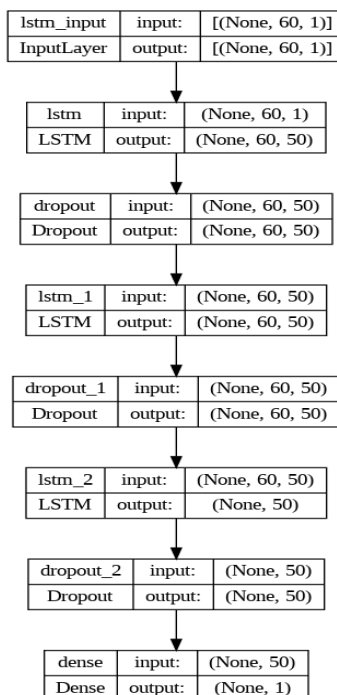 lstm_input input: [(None, 60, 1)]
InputLayer output: [(None, 60, 1)]
lstm input: (None, 60, 1)
LSTM output: (None, 60, 50)
dropout input: (None, 60, 50)
Dropout output: (None, 60, 50)
lstm_1 input: (None, 60, 50)
LSTM output: (None, 60, 50)
dropout_1 input: (None, 60, 50)
Dropout output: (None, 60, 50)
lstm_2 input: (None, 60, 50)
LSTM output: (None, 50)
dropout_2 input: (None, 50)
Dropout output: (None, 50)
dense input: (None, 50)
Dense output: (None, 1)